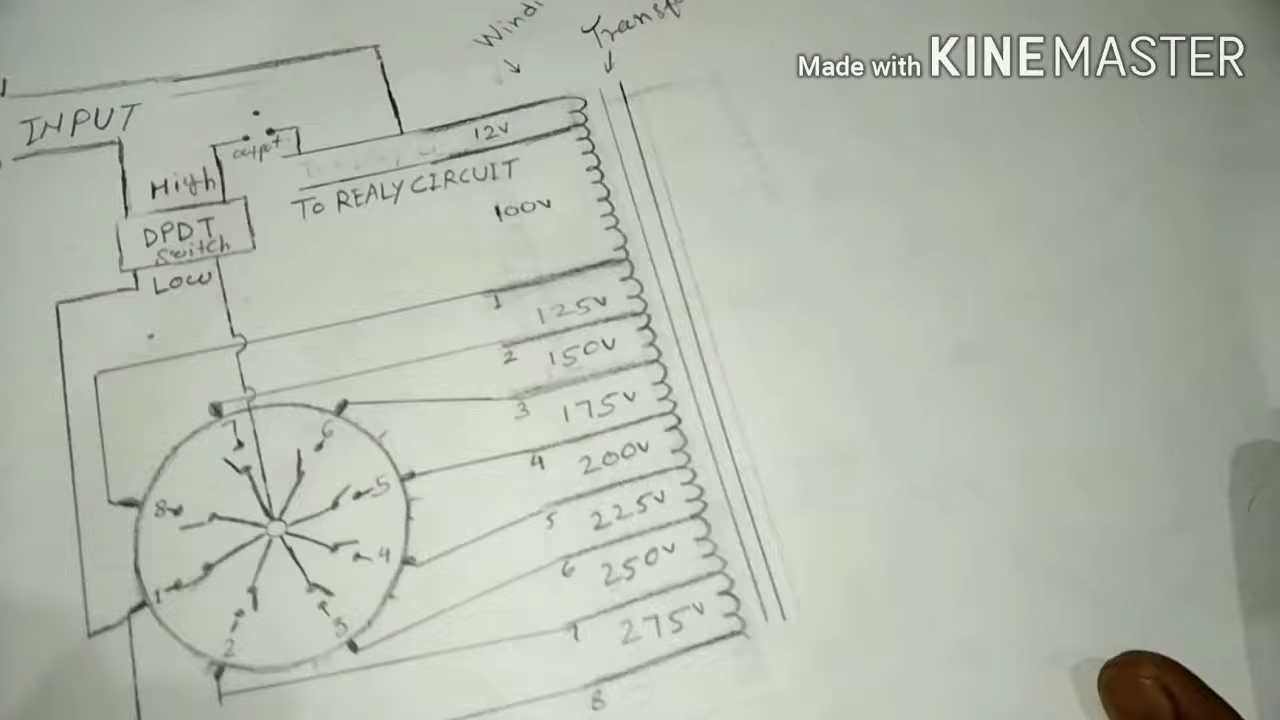 Made with KINEMASTER
INPUT
output
12V
High
TO REALY CIRCUIT
DPDT
Switch
LOW
100V
1
125V
2
150V
3
175V
4
200V
5
225V
6
250V
7
275V
8
7
6
5
4
3
2
1
8